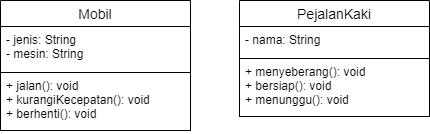 Mobil
- jenis: String
- mesin: String
+ jalan(): void
+ kurangiKecepatan(): void
+ berhenti(): void
PejalanKaki
- nama: String
+ menyeberang(): void
+ bersiap(): void
+ menunggu(): void